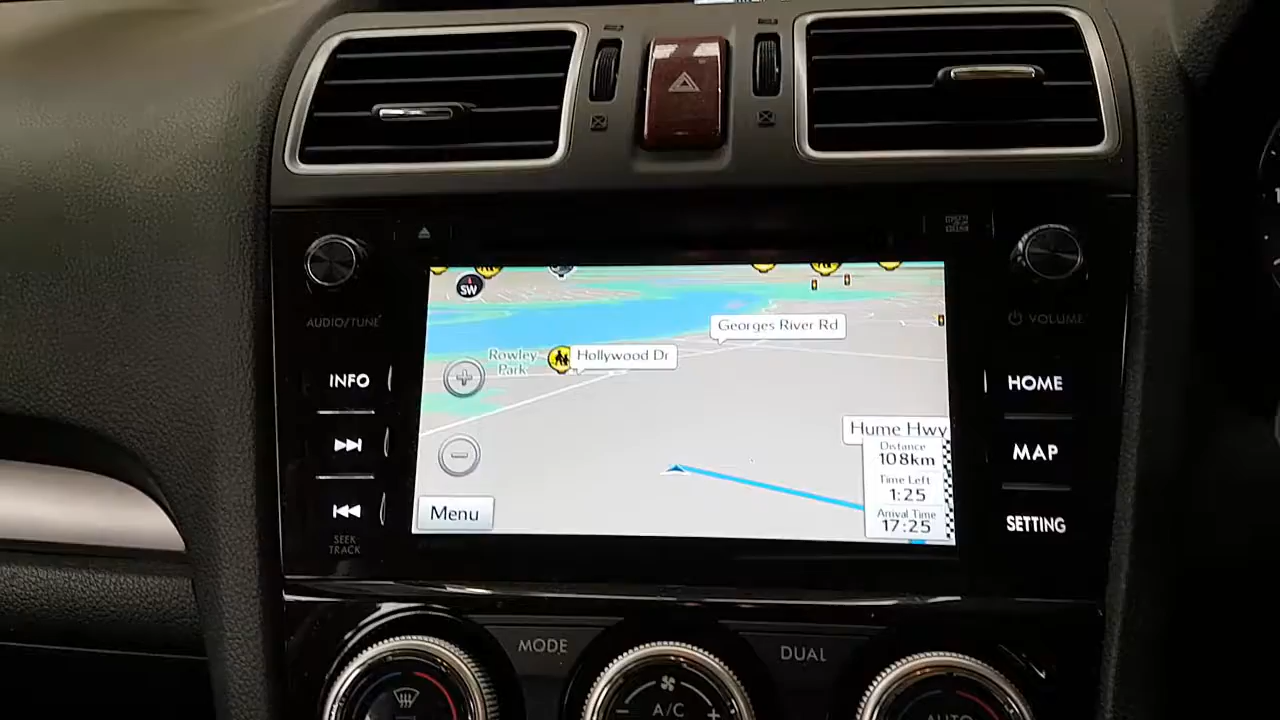 AUDIO/TUNE
VOLUME
INFO
SEEK
TRACK
SW
Georges River Rd
Rowley
Park
Hollywood Dr
Hume Hwy
Distance
108km
Time Left
1:25
Arrival Time
17:25
Menu
HOME
MAP
SETTING
MODE
DUAL
A/C
AUTO